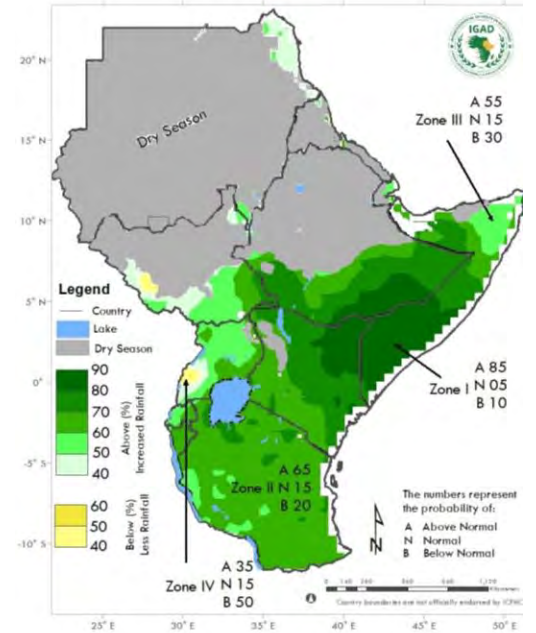 IGAD
20° N
A 55
Zone III N 15
B 30
Dry Season
15° N
10° N
Legend
Country
Lake
Dry Season
5° N
90
80
70
60
50
40
Above (%)
Increased Rainfall
0°
A 85
Zone I N 05
B 10
60
50
40
Below (%)
Less Rainfall
-5° S
A 65
Zone II N 15
B 20
The numbers represent
the probability of:
A Above Normal
N Normal
B Below Normal
N
-10° S
A 35
Zone IV N 15
B 50
Country boundaries are not officially endorsed by ICPAC
25° E
30° E
35° E
40° E
45° E
50° E